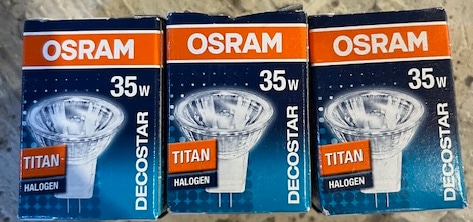 OSRAM
35W
DECOSTAR
TITAN
HALOGEN
OSRAM
35W
DECOSTAR
TITAN
HALOGEN
OSRAM
35W
DECOSTAR
TITAN
HALOGEN